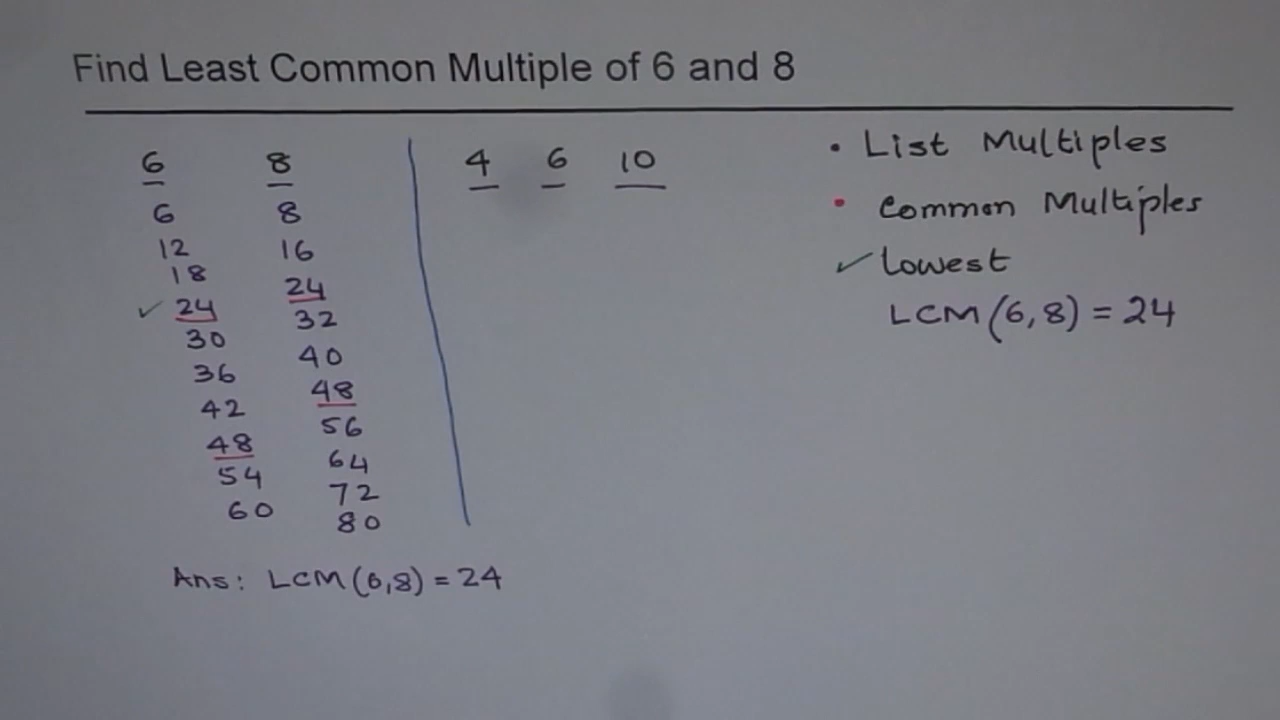 Find Least Common Multiple of 6 and 8
6 8
6 8
12 16
18 24
24 32
30 40
36 48
42 56
48 64
54 72
60 80
Ans: LCM (6,8) = 24
4 6 10
• List Multiples
• Common Multiples
✓ Lowest
LCM (6,8) = 24